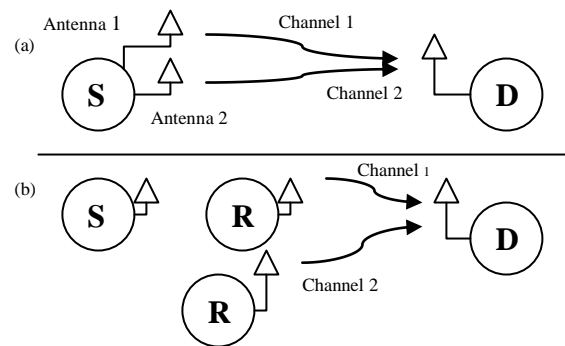 Antenna 1
Channel 1
(a)
S
D
Channel 2
Antenna 2
(b)
Channel 1
S
R
D
Channel 2
R